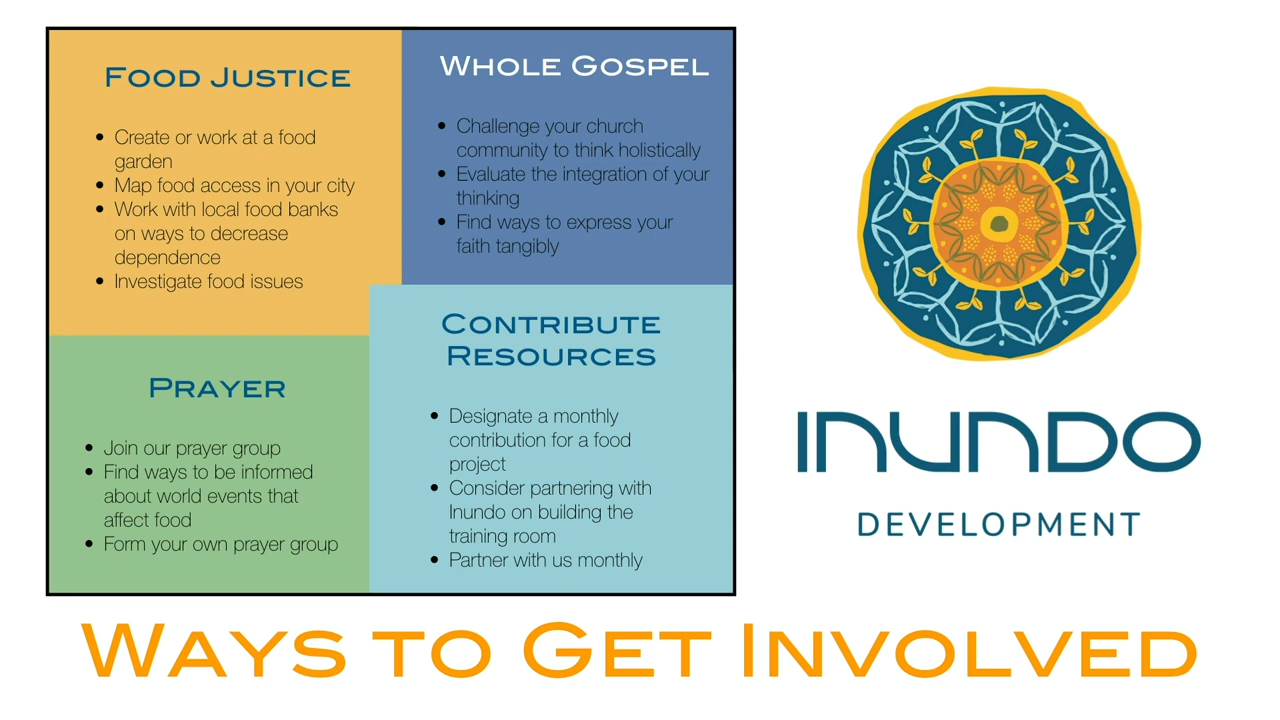 FOOD JUSTICE
• Create or work at a food
garden
• Map food access in your city
• Work with local food banks
on ways to decrease
dependence
• Investigate food issues
WHOLE GOSPEL
• Challenge your church
community to think holistically
• Evaluate the integration of your
thinking
• Find ways to express your
faith tangibly
PRAYER
• Join our prayer group
• Find ways to be informed
about world events that
affect food
• Form your own prayer group
CONTRIBUTE
RESOURCES
• Designate a monthly
contribution for a food
project
• Consider partnering with
Inundo on building the
training room
• Partner with us monthly
INUNDO
DEVELOPMENT
WAYS TO GET INVOLVED